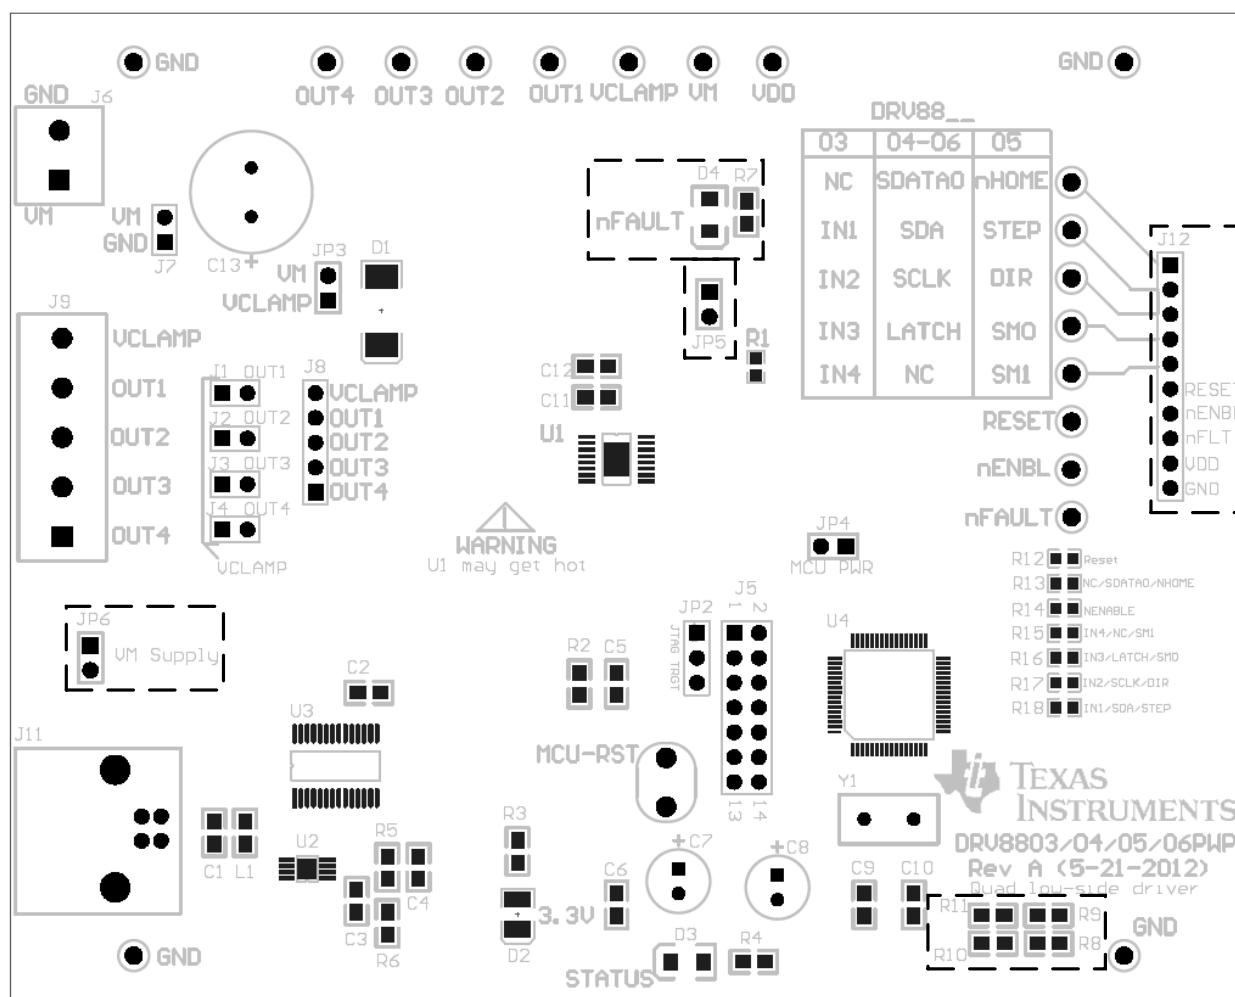 GND
GND
OUT4 OUT3 OUT2 OUT1 VCLAMP VM VDD
GND J6
VM
VM
GND
J7
C13
JP3
VM
VCLAMP
D1
D4 R7
nFAULT
JP5
R1
DRV88__
03 04-06 05
NC SDATAO nHOME
IN1 SDA STEP
IN2 SCLK DIR
IN3 LATCH SMO
IN4 NC SM1
RESET
nENBL
nFAULT
J12
RESET
nENBL
nFLT
VDD
GND
J9
VCLAMP
OUT1
OUT2
OUT3
OUT4
J1 OUT1
J2 OUT2
J3 OUT3
J4 OUT4
VCLAMP
J8
VCLAMP
OUT1
OUT2
OUT3
OUT4
C12
C11
U1
WARNING
U1 may get hot
JP4
MCU PWR
R12 Reset
R13 NC/SDATAO/NHOME
R14 NENABLE
R15 IN4/NC/SM1
R16 IN3/LATCH/SMO
R17 IN2/SCLK/DIR
R18 IN1/SDA/STEP
JP6
VM Supply
C2
U3
R2 C5
JP2
JTAG TRGT
J5
1 2
13 14
U4
MCU-RST
Y1
J11
C1 L1
U2
R5
C4
C3
R6
R3
D2
3.3V
C6
C7
C8
C9 C10
D3
STATUS
R4
TEXAS
INSTRUMENTS
DRV8803/04/05/06PWP
Rev A (5-21-2012)
Quad low-side driver
R11 R9
R10 R8
GND
GND